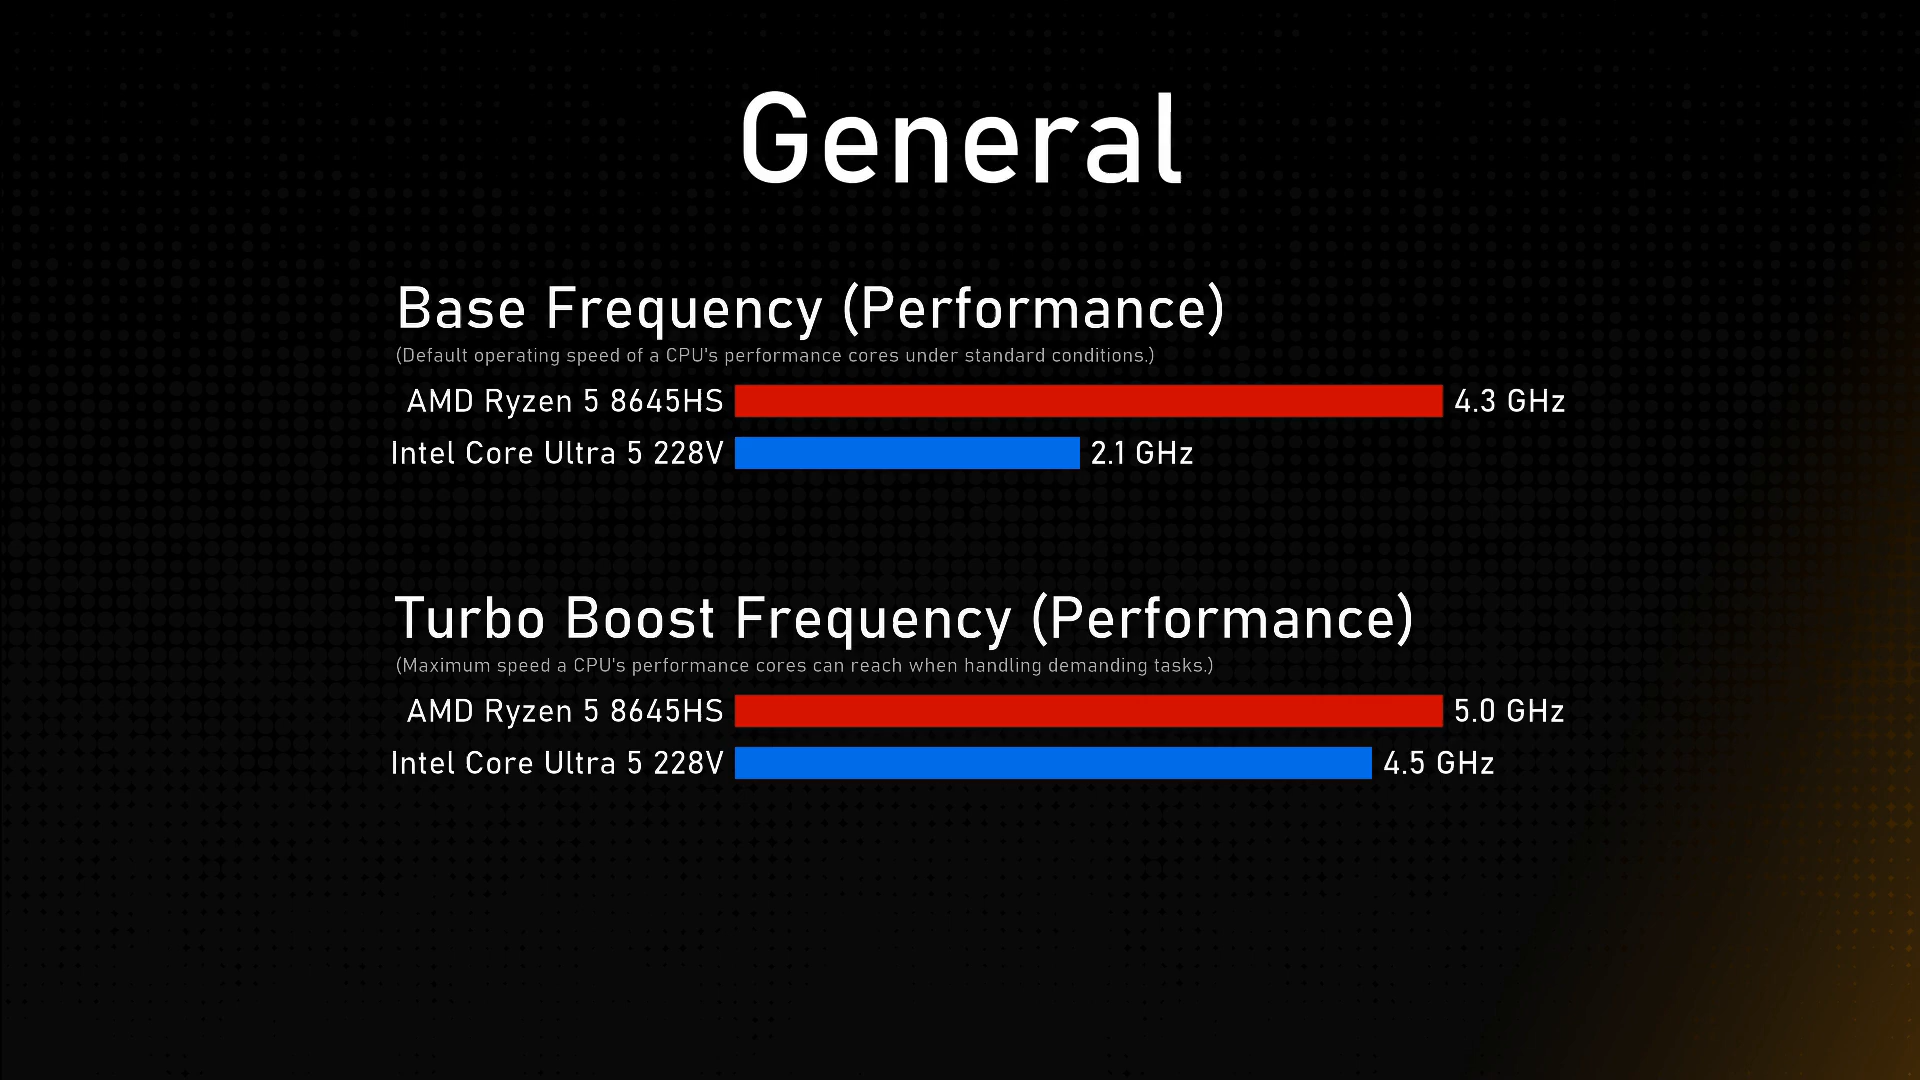 General
Base Frequency (Performance)
(Default operating speed of a CPU's performance cores under standard conditions.)
AMD Ryzen 5 8645HS 4.3 GHz
Intel Core Ultra 5 228V 2.1 GHz
Turbo Boost Frequency (Performance)
(Maximum speed a CPU's performance cores can reach when handling demanding tasks.)
AMD Ryzen 5 8645HS 5.0 GHz
Intel Core Ultra 5 228V 4.5 GHz